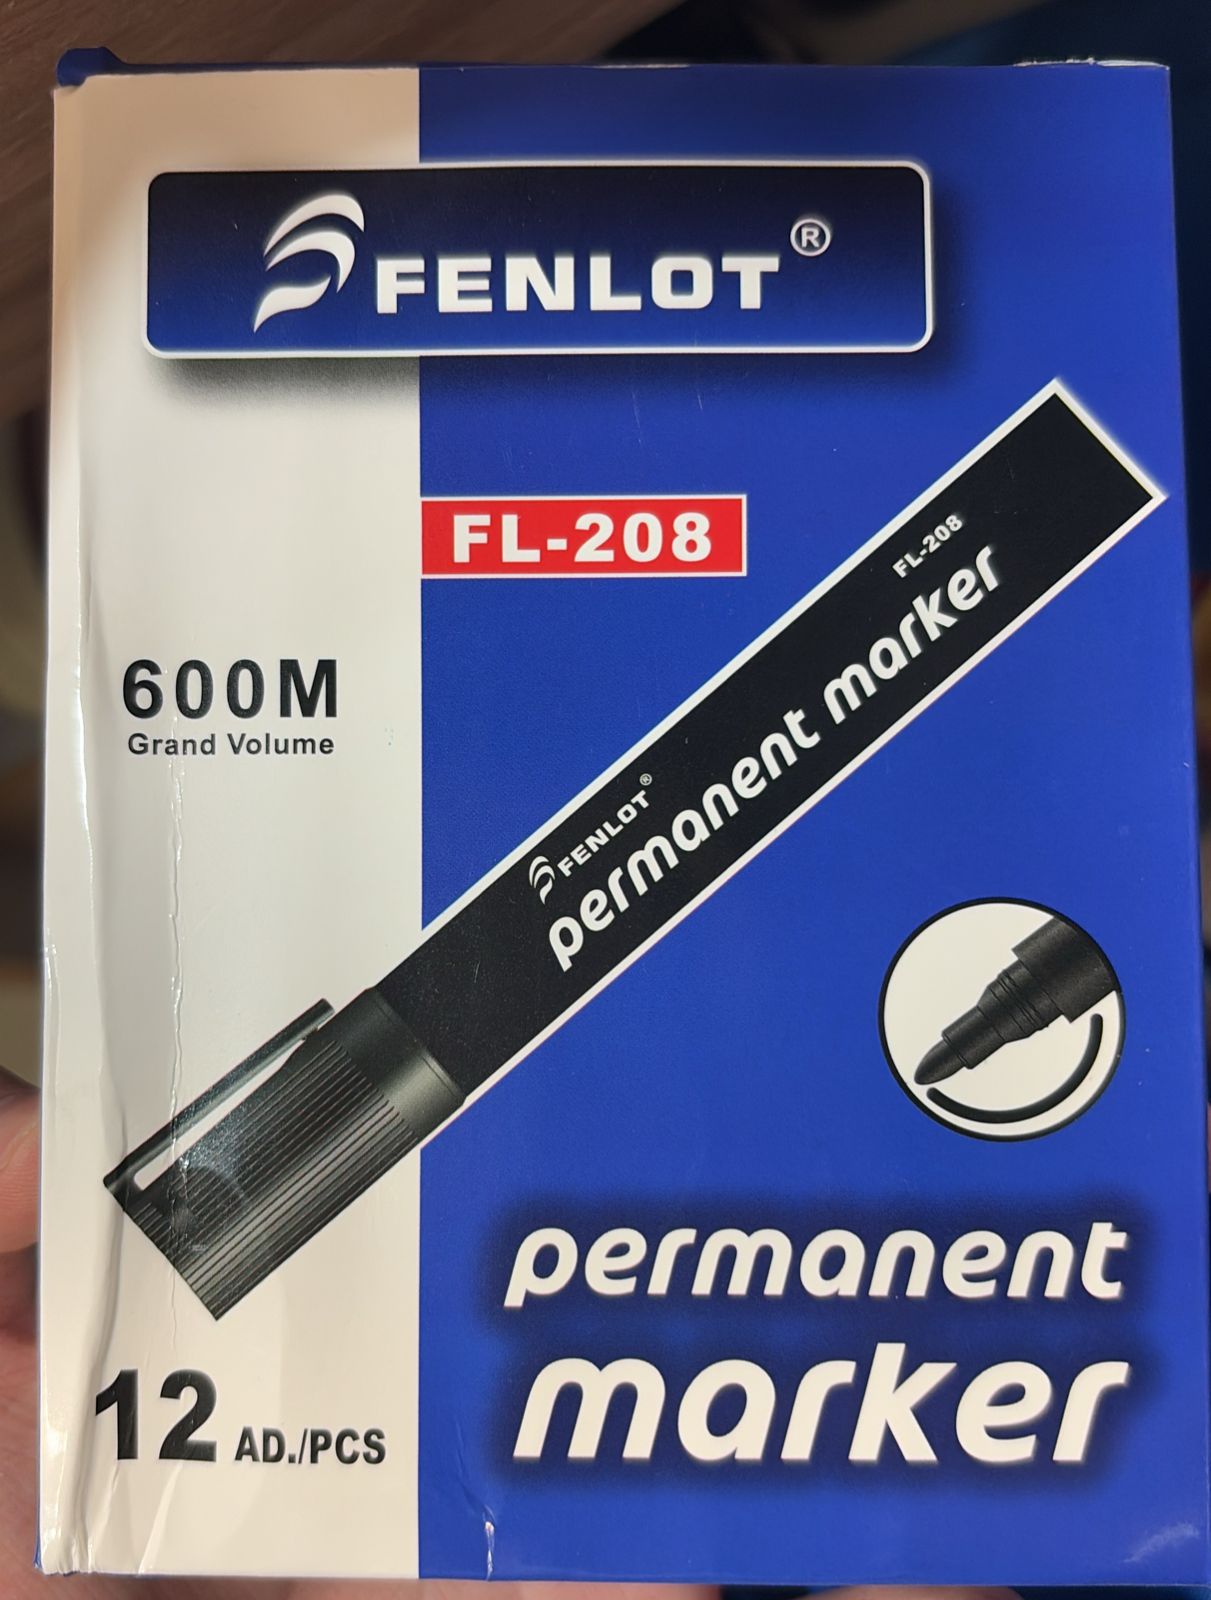 FENLOT®
FL-208
FL-208
600M
Grand Volume
FENLOT®
permanent marker
permanent
marker
12 AD./PCS